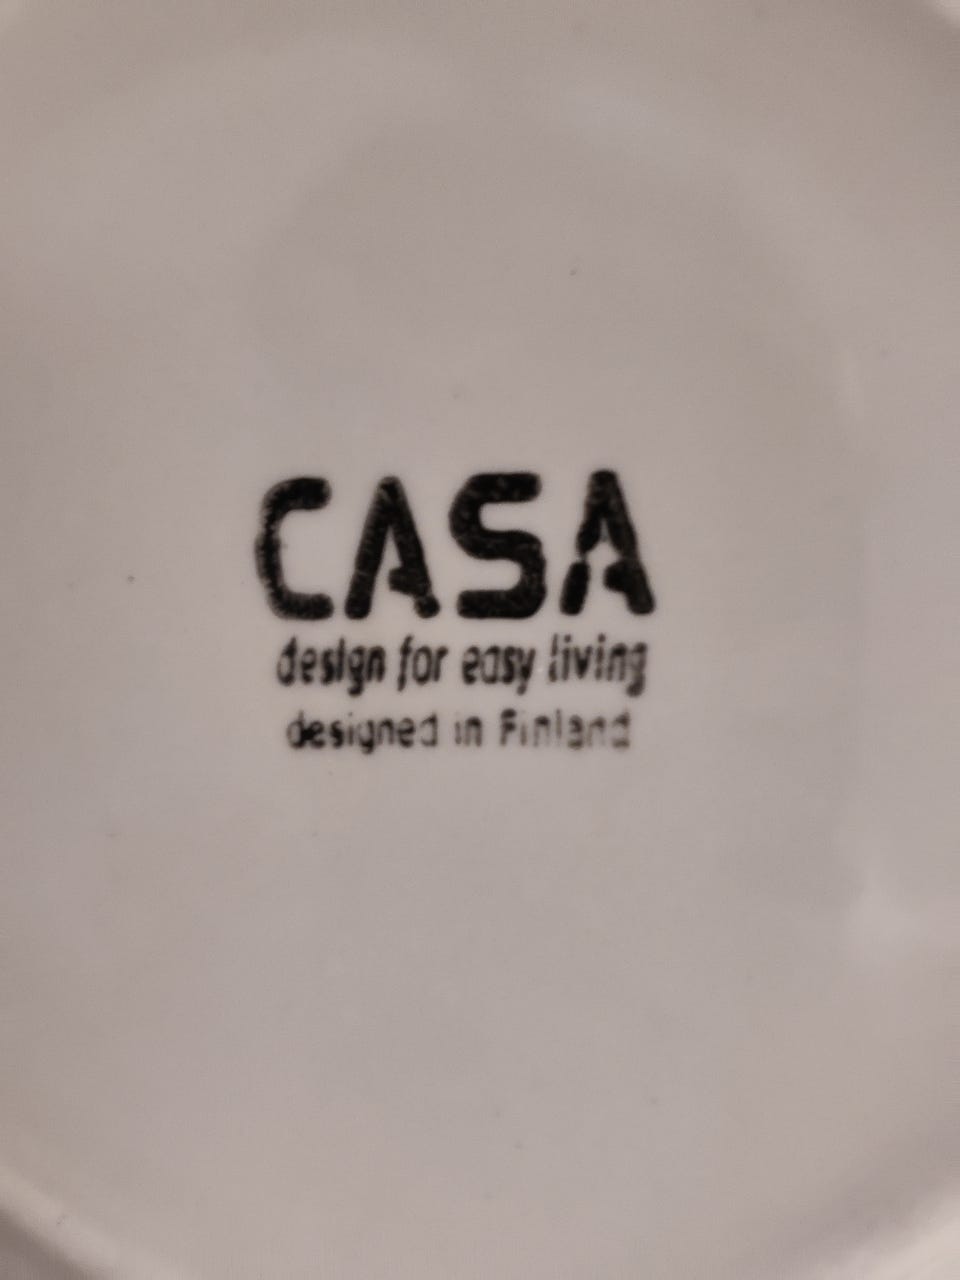 CASA
design for easy living
designed in Finland